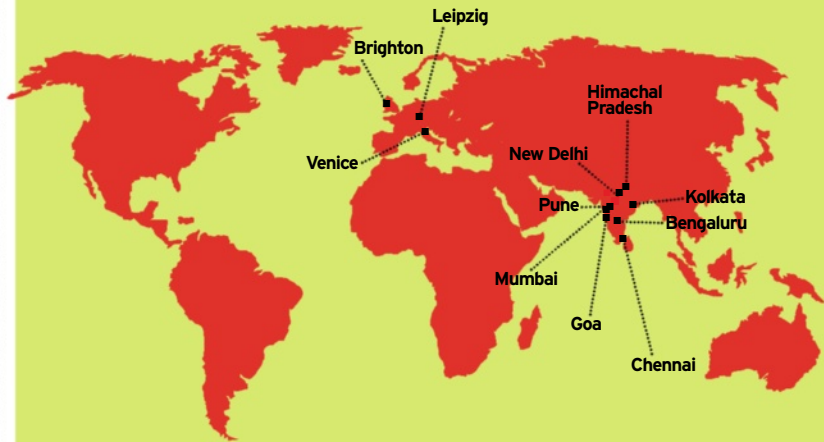 Leipzig
Brighton
Himachal
Pradesh
New Delhi
Venice
Kolkata
Pune
Bengaluru
Mumbai
Goa
Chennai